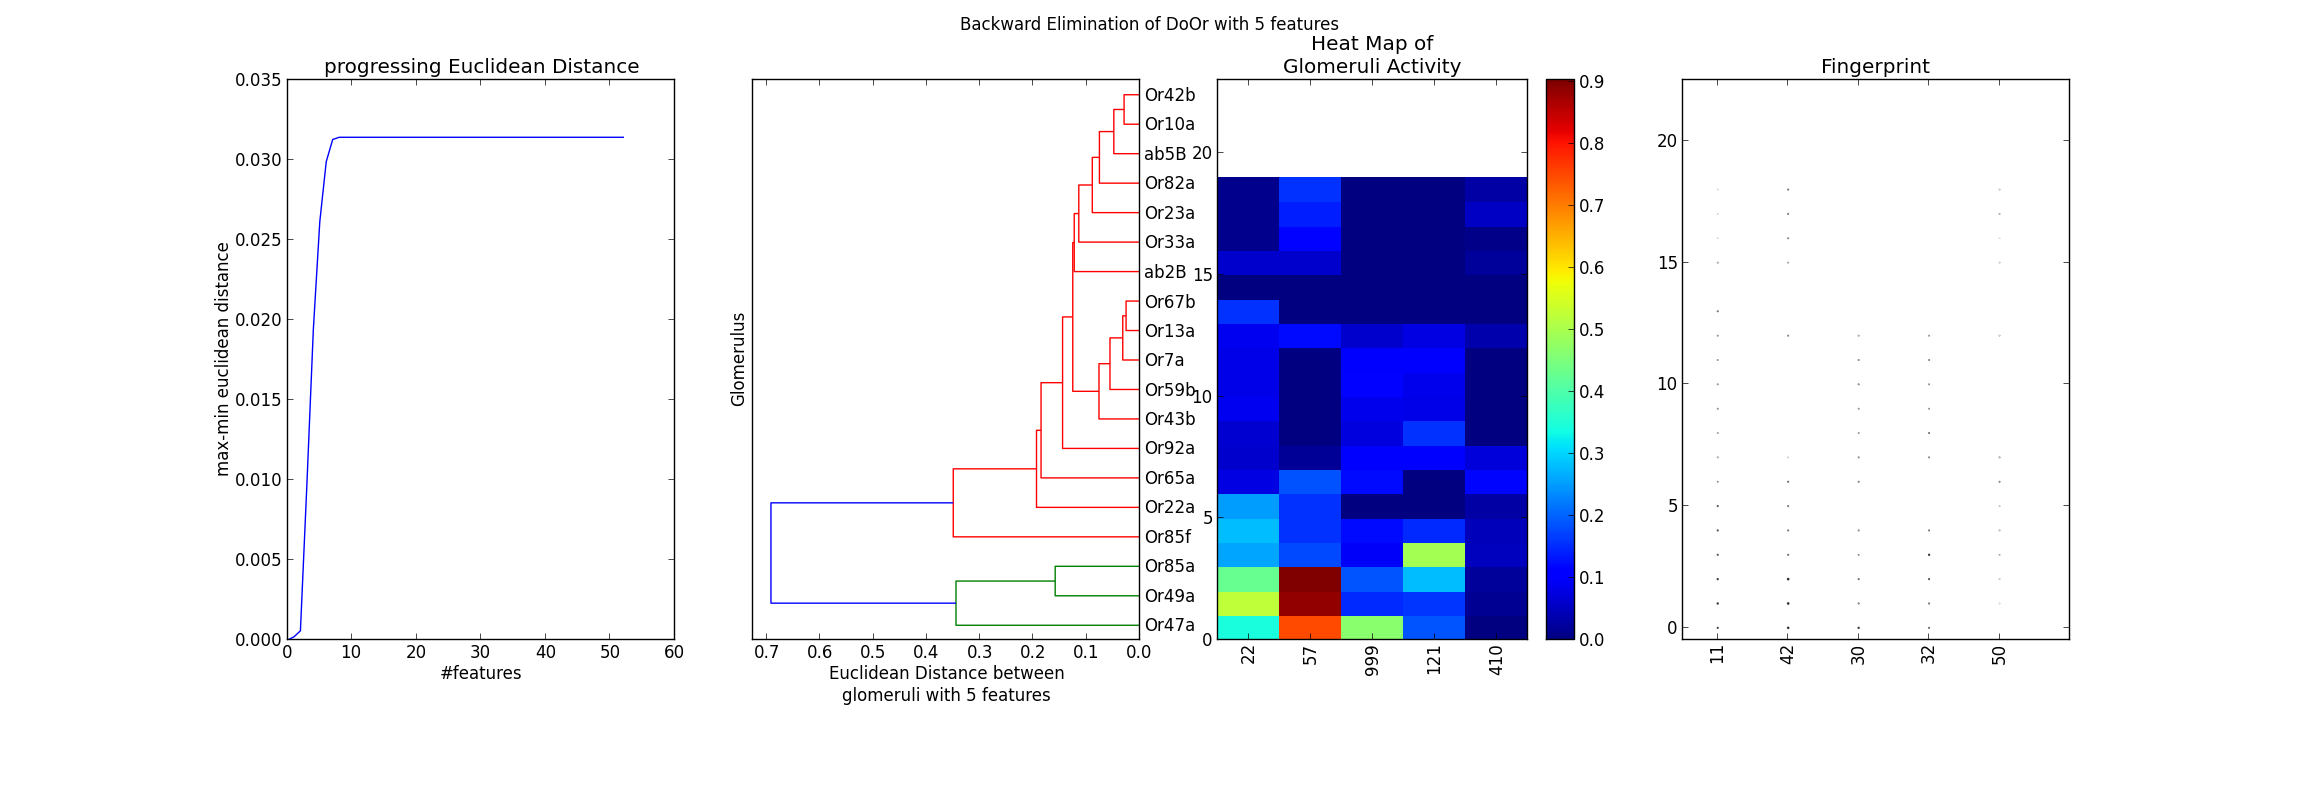 Backward Elimination of DoOr with 5 features
progressing Euclidean Distance
0.035
0.030
0.025
0.020
0.015
0.010
0.005
0.000
max-min euclidean distance
0 10 20 30 40 50 60
#features
Glomerulus
Or42b
Or10a
ab5B
Or82a
Or23a
Or33a
ab2B
Or67b
Or13a
Or7a
Or59b
Or43b
Or92a
Or65a
Or22a
Or85f
Or85a
Or49a
Or47a
0.7 0.6 0.5 0.4 0.3 0.2 0.1 0.0
Euclidean Distance between
glomeruli with 5 features
Heat Map of
Glomeruli Activity
20
15
10
5
0
22 57 999 121 410
0.9
0.8
0.7
0.6
0.5
0.4
0.3
0.2
0.1
0.0
Fingerprint
20
15
10
5
0
11 42 30 32 50